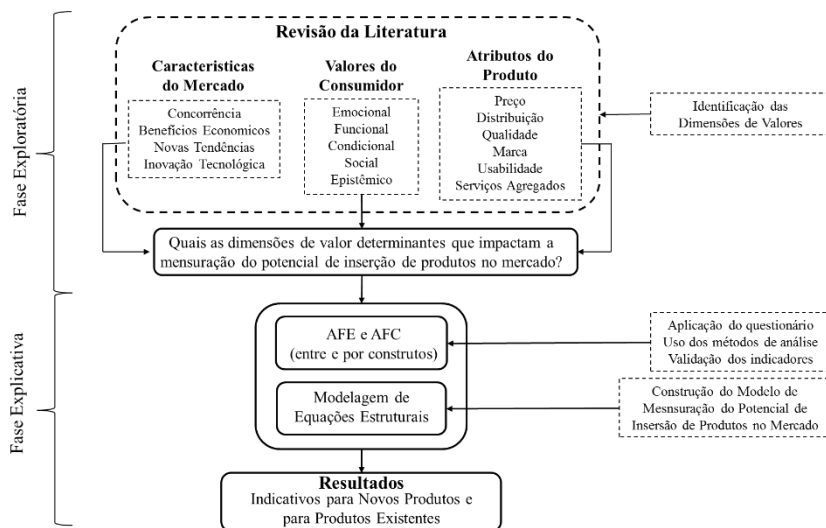 Fase Exploratória
Revisão da Literatura
Caracteristicas
do Mercado
Concorrência
Benefícios Economicos
Novas Tendências
Inovação Tecnológica
Valores do
Consumidor
Emocional
Funcional
Condicional
Social
Epistêmico
Atributos do
Produto
Preço
Distribuição
Qualidade
Marca
Usabilidade
Serviços Agregados
Identificação das
Dimensões de Valores
Quais as dimensões de valor determinantes que impactam a
mensuração do potencial de inserção de produtos no mercado?
Fase Explicativa
AFE e AFC
(entre e por construtos)
Aplicação do questionário
Uso dos métodos de análise
Validação dos indicadores
Modelagem de
Equações Estruturais
Construção do Modelo de
Mesnsuração do Potencial de
Insersão de Produtos no Mercado
Resultados
Indicativos para Novos Produtos e
para Produtos Existentes